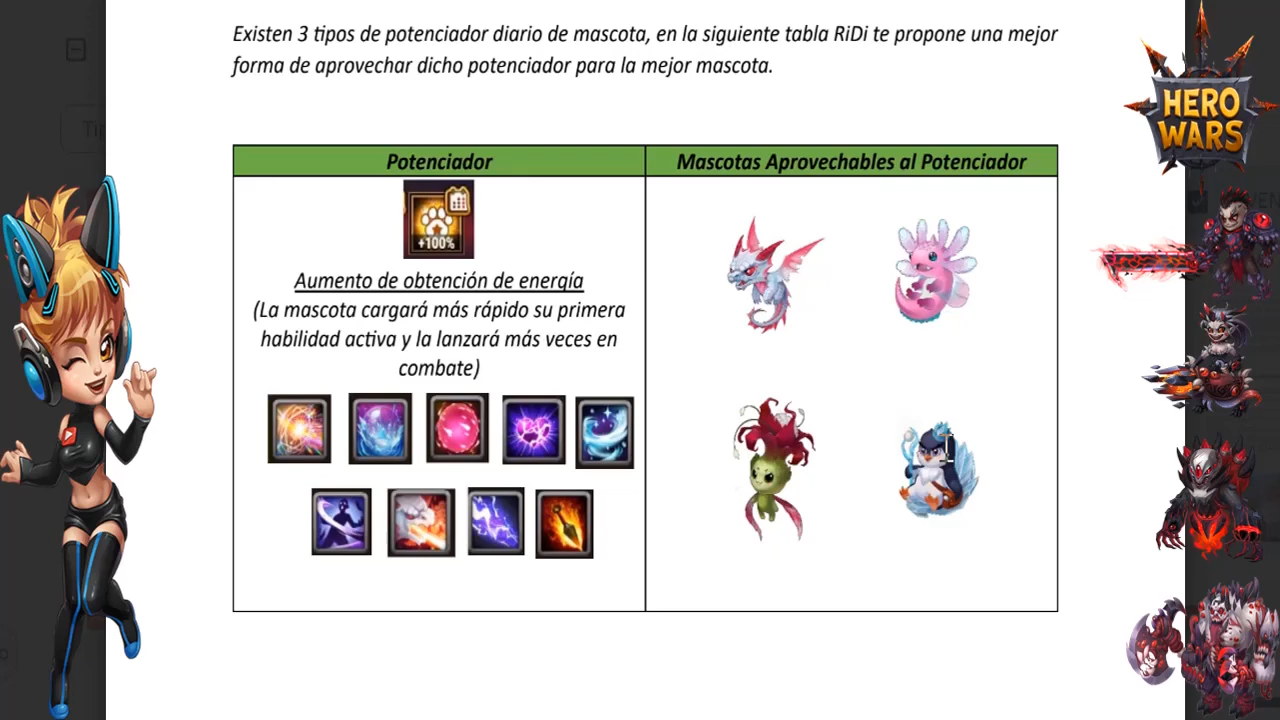 Existen 3 tipos de potenciador diario de mascota, en la siguiente tabla RiDi te propone una mejor
forma de aprovechar dicho potenciador para la mejor mascota.
HERO
WARS
Potenciador
Mascotas Aprovechables al Potenciador
+100%
Aumento de obtención de energía
(La mascota cargará más rápido su primera
habilidad activa y la lanzará más veces en
combate)